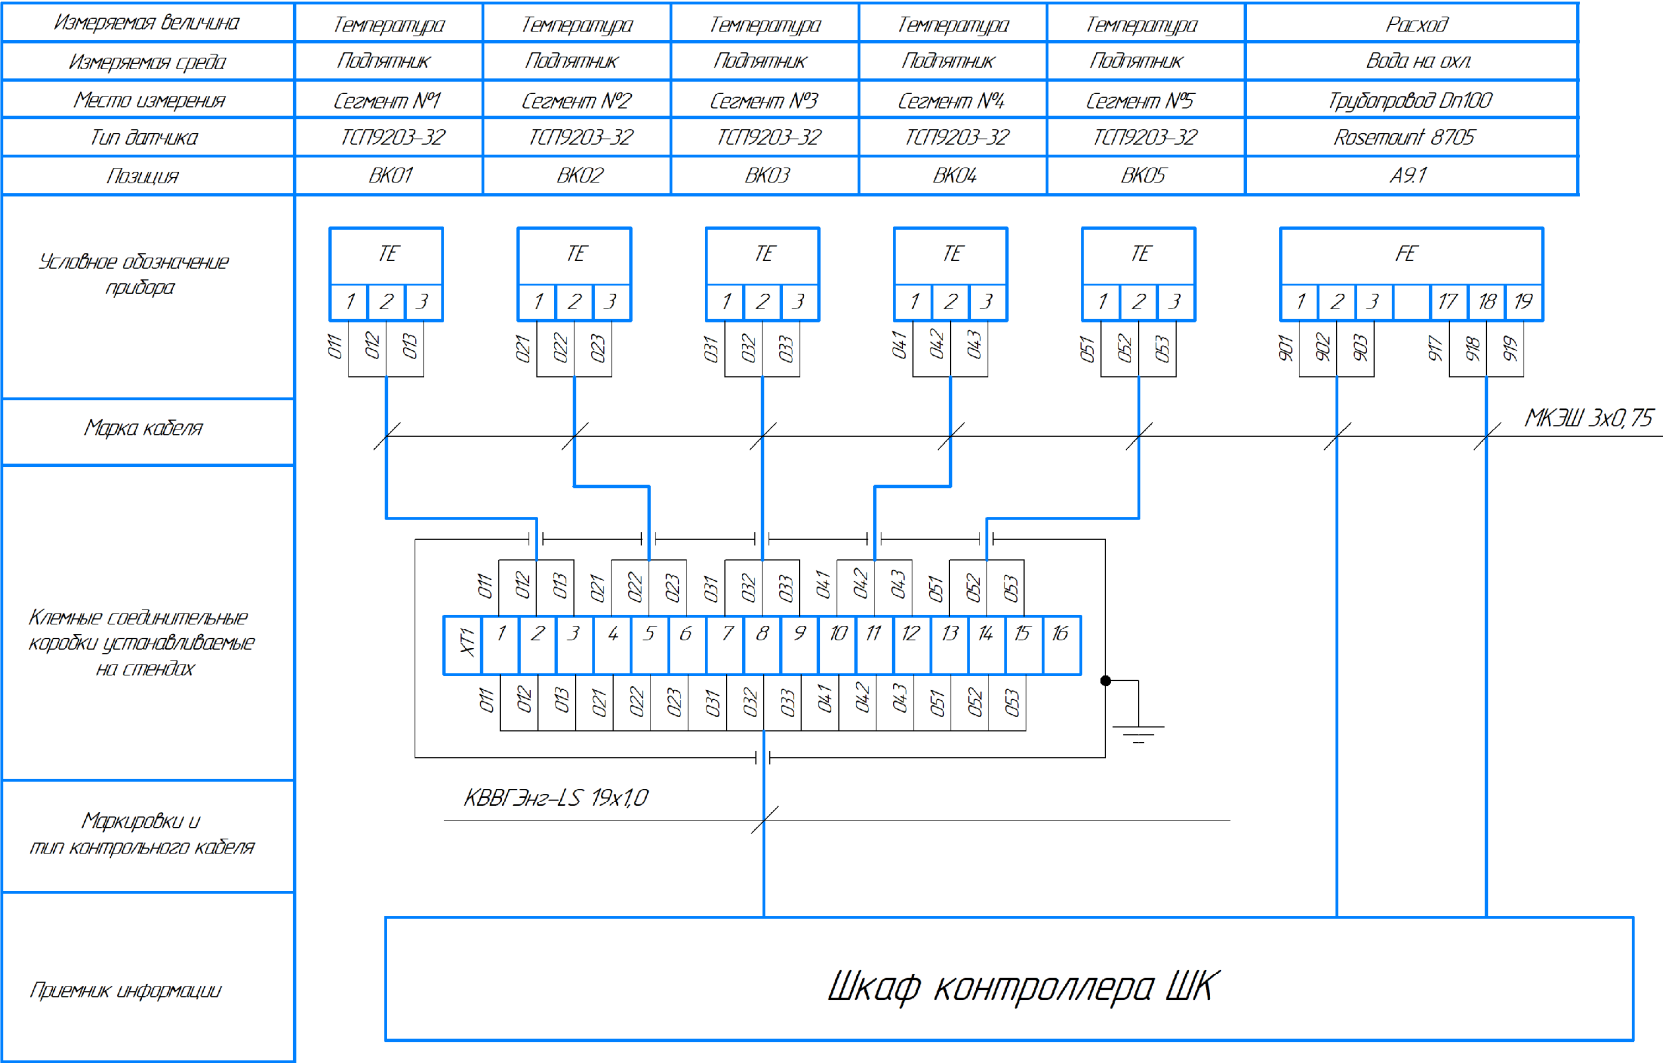 Измеряемая величина Температура Температура Температура Температура Температура Расход
Измеряемая среда Подпятник Подпятник Подпятник Подпятник Подпятник Вода на охл.
Место измерения Сегмент №1 Сегмент №2 Сегмент №3 Сегмент №4 Сегмент №5 Трубопровод Dn100
Тип датчика ТСП9203-32 ТСП9203-32 ТСП9203-32 ТСП9203-32 ТСП9203-32 Rosemount 8705
Позиция ВК01 ВК02 ВК03 ВК04 ВК05 А9.1
Условное обозначение
прибора
TE TE TE TE TE FE
1 2 3 1 2 3 1 2 3 1 2 3 1 2 3 1 2 3 17 18 19
011 012 013 021 022 023 031 032 033 041 042 043 051 052 053 901 902 903 917 918 919
Марка кабеля
МКЭШ 3х0,75
Клемные соединительные
коробки устанавливаемые
на стендах
011 012 013 021 022 023 031 032 033 041 042 043 051 052 053
XT1 1 2 3 4 5 6 7 8 9 10 11 12 13 14 15 16
011 012 013 021 022 023 031 032 033 041 042 043 051 052 053
Маркировки и
тип контрольного кабеля
КВВГЭнг-LS 19х1,0
Приемник информации
Шкаф контроллера ШК